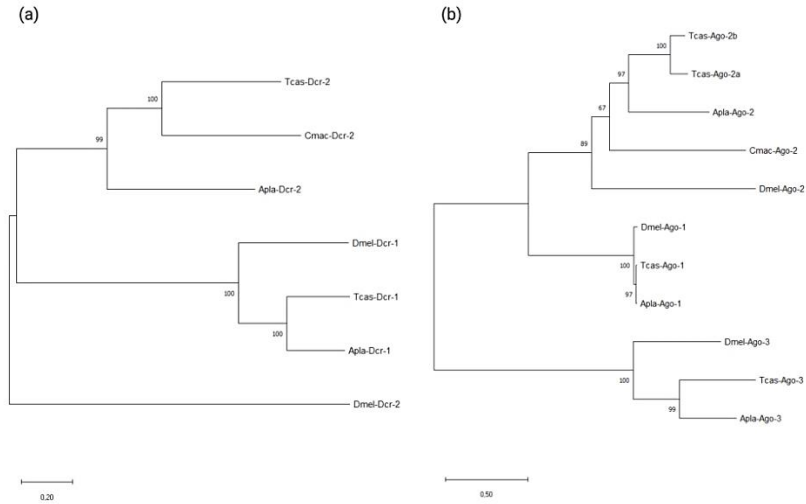 (a)
Tcas-Dcr-2
100
Cmac-Dcr-2
99
Apla-Dcr-2
Dmel-Dcr-1
100
Tcas-Dcr-1
100
Apla-Dcr-1
Dmel-Dcr-2
0.20
(b)
Tcas-Ago-2b
100
Tcas-Ago-2a
97
Apla-Ago-2
67
Cmac-Ago-2
89
Dmel-Ago-2
Dmel-Ago-1
100
Tcas-Ago-1
97
Apla-Ago-1
Dmel-Ago-3
100
Tcas-Ago-3
99
Apla-Ago-3
0.50